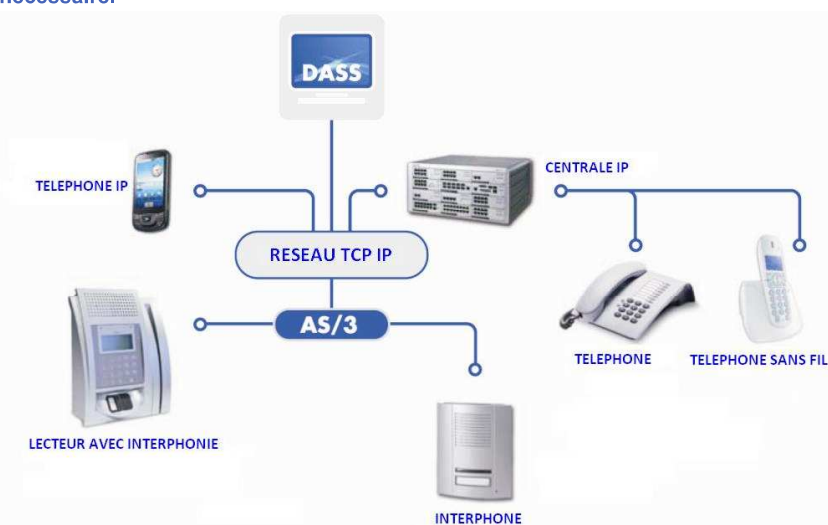 DASS
CENTRALE IP
TELEPHONE IP
RESEAU TCP IP
AS/3
TELEPHONE
TELEPHONE SANS FIL
LECTEUR AVEC INTERPHONIE
INTERPHONE